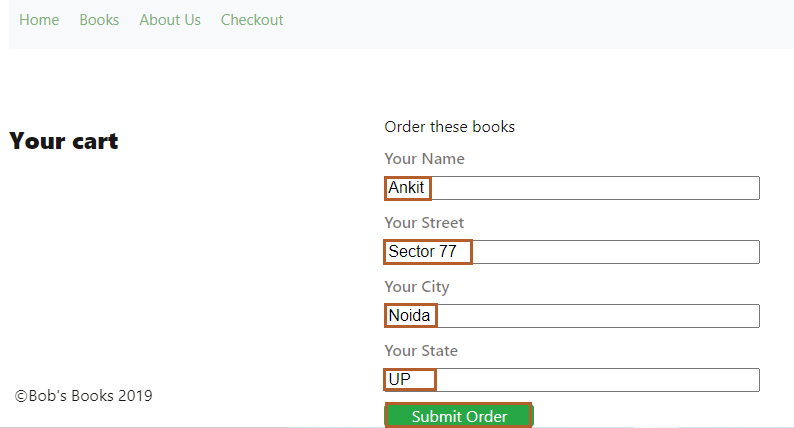 Home Books About Us Checkout
Your cart
Order these books
Your Name
Ankit
Your Street
Sector 77
Your City
Noida
Your State
UP
©Bob's Books 2019
Submit Order